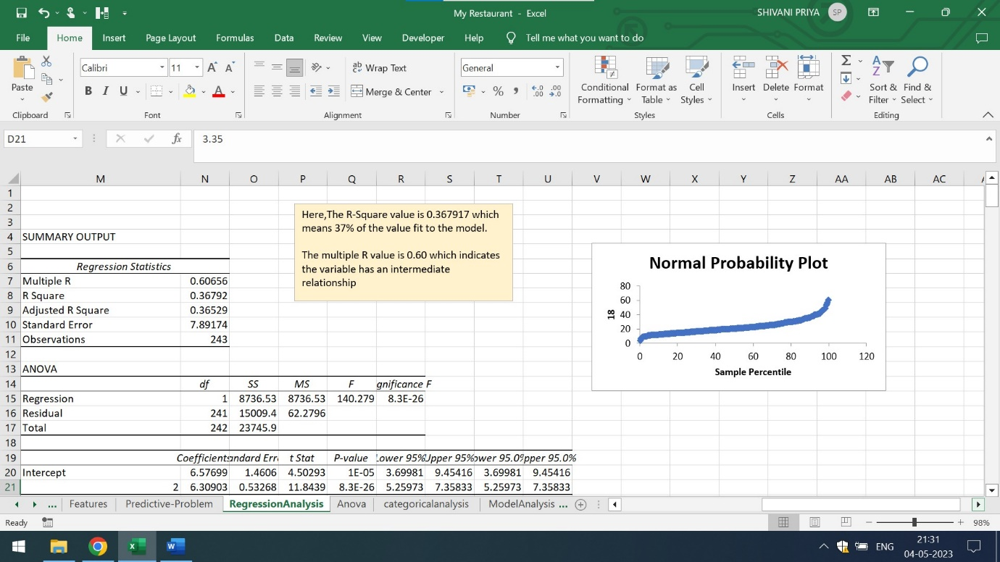 My Restaurant - Excel
SHIVANI PRIYA SP
File Home Insert Page Layout Formulas Data Review View Developer Help Tell me what you want to do
Calibri 11 A A ab Wrap Text General
Paste B I U A Merge & Center % , Conditional Formatting Format as Table Cell Styles Insert Delete Format Sort & Filter Find & Select
Clipboard Font Alignment Number Styles Cells Editing
D21 fx 3.35
M N O P Q R S T U V W X Y Z AA AB AC
1
2
3
4 SUMMARY OUTPUT
5
6 Regression Statistics
7 Multiple R 0.60656
8 R Square 0.36792
9 Adjusted R Square 0.36529
10 Standard Error 7.89174
11 Observations 243
12
13 ANOVA
14 df SS MS F gnificance F
15 Regression 1 8736.53 8736.53 140.279 8.3E-26
16 Residual 241 15009.4 62.2796
17 Total 242 23745.9
18
19 Coefficients andard Err t Stat P-value Lower 95% Upper 95% ower 95.0% pper 95.0%
20 Intercept 6.57699 1.4606 4.50293 1E-05 3.69981 9.45416 3.69981 9.45416
21 2 6.30903 0.53268 11.8439 8.3E-26 5.25973 7.35833 5.25973 7.35833
Here,The R-Square value is 0.367917 which
means 37% of the value fit to the model.
The multiple R value is 0.60 which indicates
the variable has an intermediate
relationship
Normal Probability Plot
80
60
40
20
0
18
0 20 40 60 80 100 120
Sample Percentile
... Features Predictive-Problem RegressionAnalysis Anova categoricalanalysis ModelAnalysis ...
Ready 98%
ENG 21:31
04-05-2023